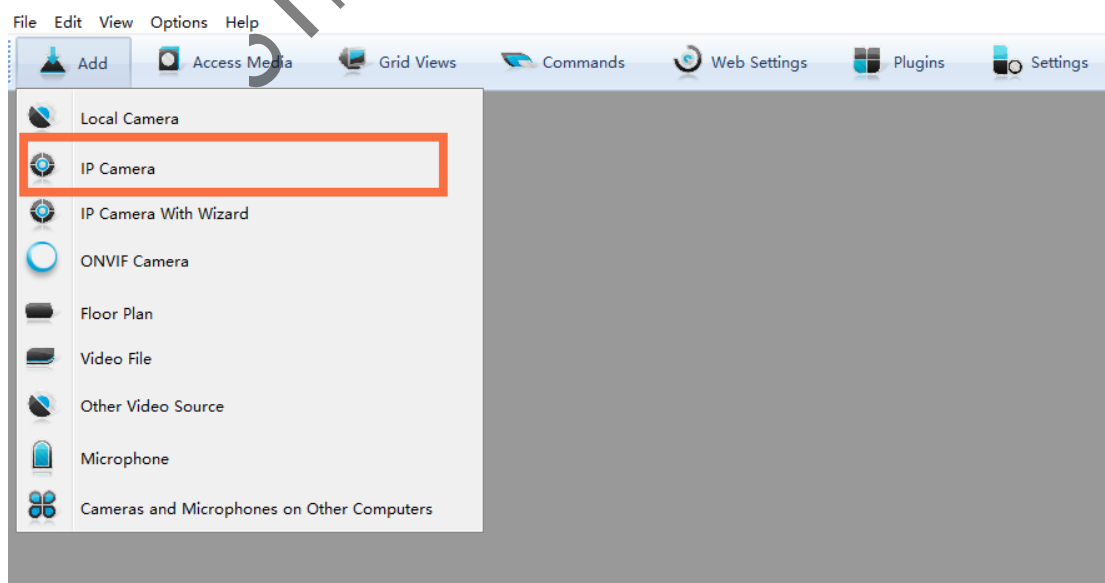 File Edit View Options Help
Add Access Media Grid Views Commands Web Settings Plugins Settings
Local Camera
IP Camera
IP Camera With Wizard
ONVIF Camera
Floor Plan
Video File
Other Video Source
Microphone
Cameras and Microphones on Other Computers